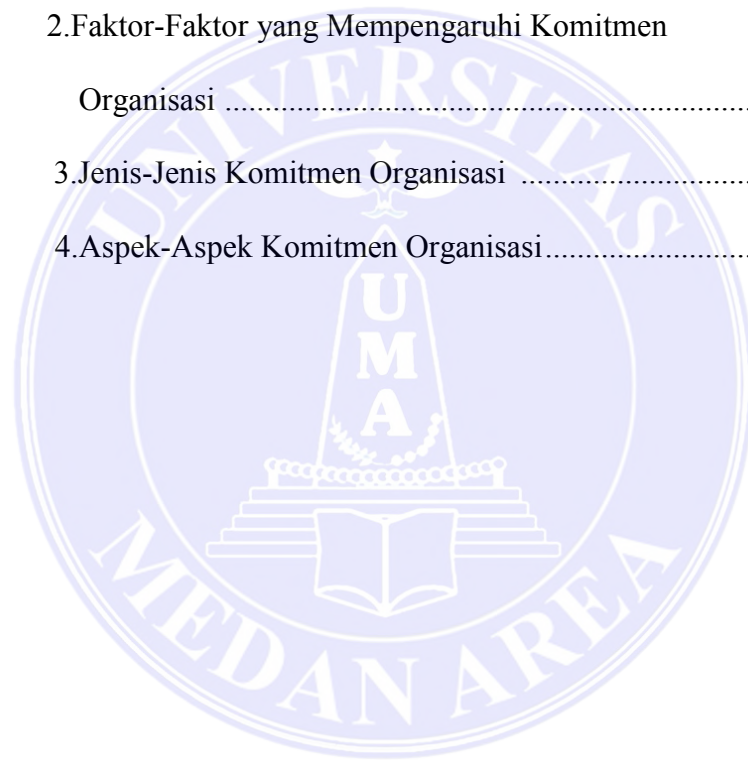 2.Faktor-Faktor yang Mempengaruhi Komitmen
Organisasi ..................................................................
3.Jenis-Jenis Komitmen Organisasi .............................
4.Aspek-Aspek Komitmen Organisasi..........................
UNIVERSITAS
UMA
MEDAN AREA